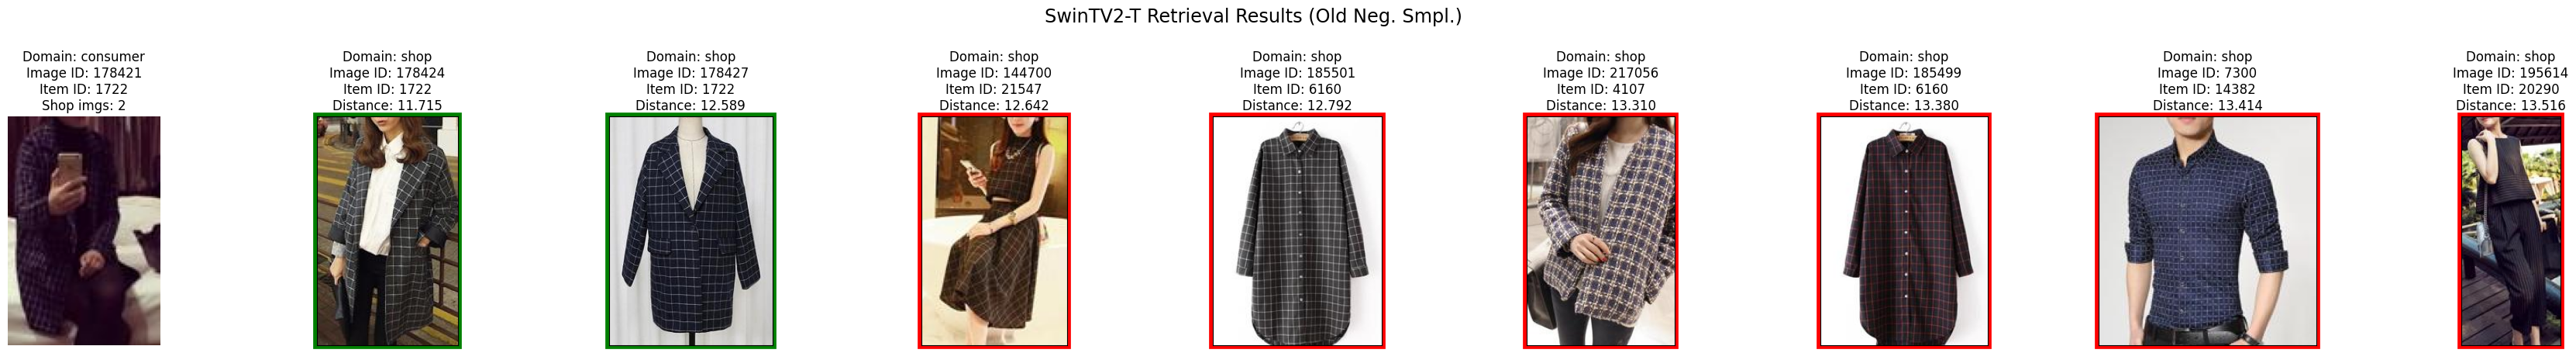 SwinTV2-T Retrieval Results (Old Neg. Smpl.)
Domain: consumer
Image ID: 178421
Item ID: 1722
Shop imgs: 2
Domain: shop
Image ID: 178424
Item ID: 1722
Distance: 11.715
Domain: shop
Image ID: 178427
Item ID: 1722
Distance: 12.589
Domain: shop
Image ID: 144700
Item ID: 21547
Distance: 12.642
Domain: shop
Image ID: 185501
Item ID: 6160
Distance: 12.792
Domain: shop
Image ID: 217056
Item ID: 4107
Distance: 13.310
Domain: shop
Image ID: 185499
Item ID: 6160
Distance: 13.380
Domain: shop
Image ID: 7300
Item ID: 14382
Distance: 13.414
Domain: shop
Image ID: 195614
Item ID: 20290
Distance: 13.516